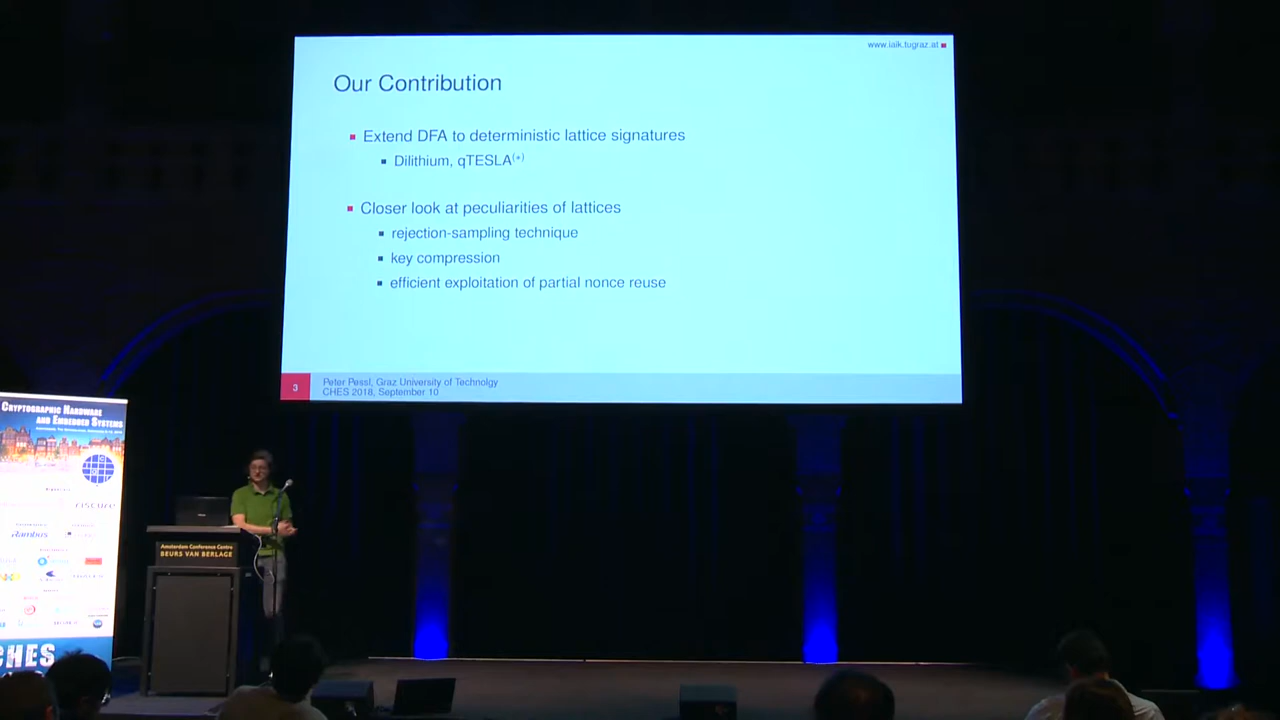 www.iaik.tugraz.at
Our Contribution
Extend DFA to deterministic lattice signatures
Dilithium, qTESLA(*)
Closer look at peculiarities of lattices
rejection-sampling technique
key compression
efficient exploitation of partial nonce reuse
3
Peter Pessl, Graz University of Technolgy
CHES 2018, September 10
CRYPTOGRAPHIC HARDWARE
AND EMBEDDED SYSTEMS
riscure
Rambus
CHES
Amsterdam Conference Centre
BEURS VAN BERLAGE